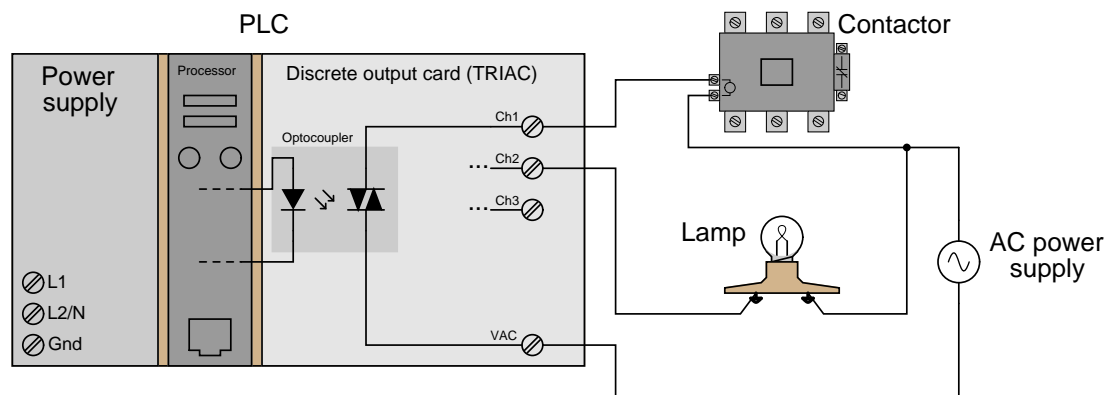 PLC
Contactor
Power
supply
Processor
Discrete output card (TRIAC)
Optocoupler
Ch1
Ch2
Ch3
Lamp
AC power
supply
L1
L2/N
Gnd
VAC